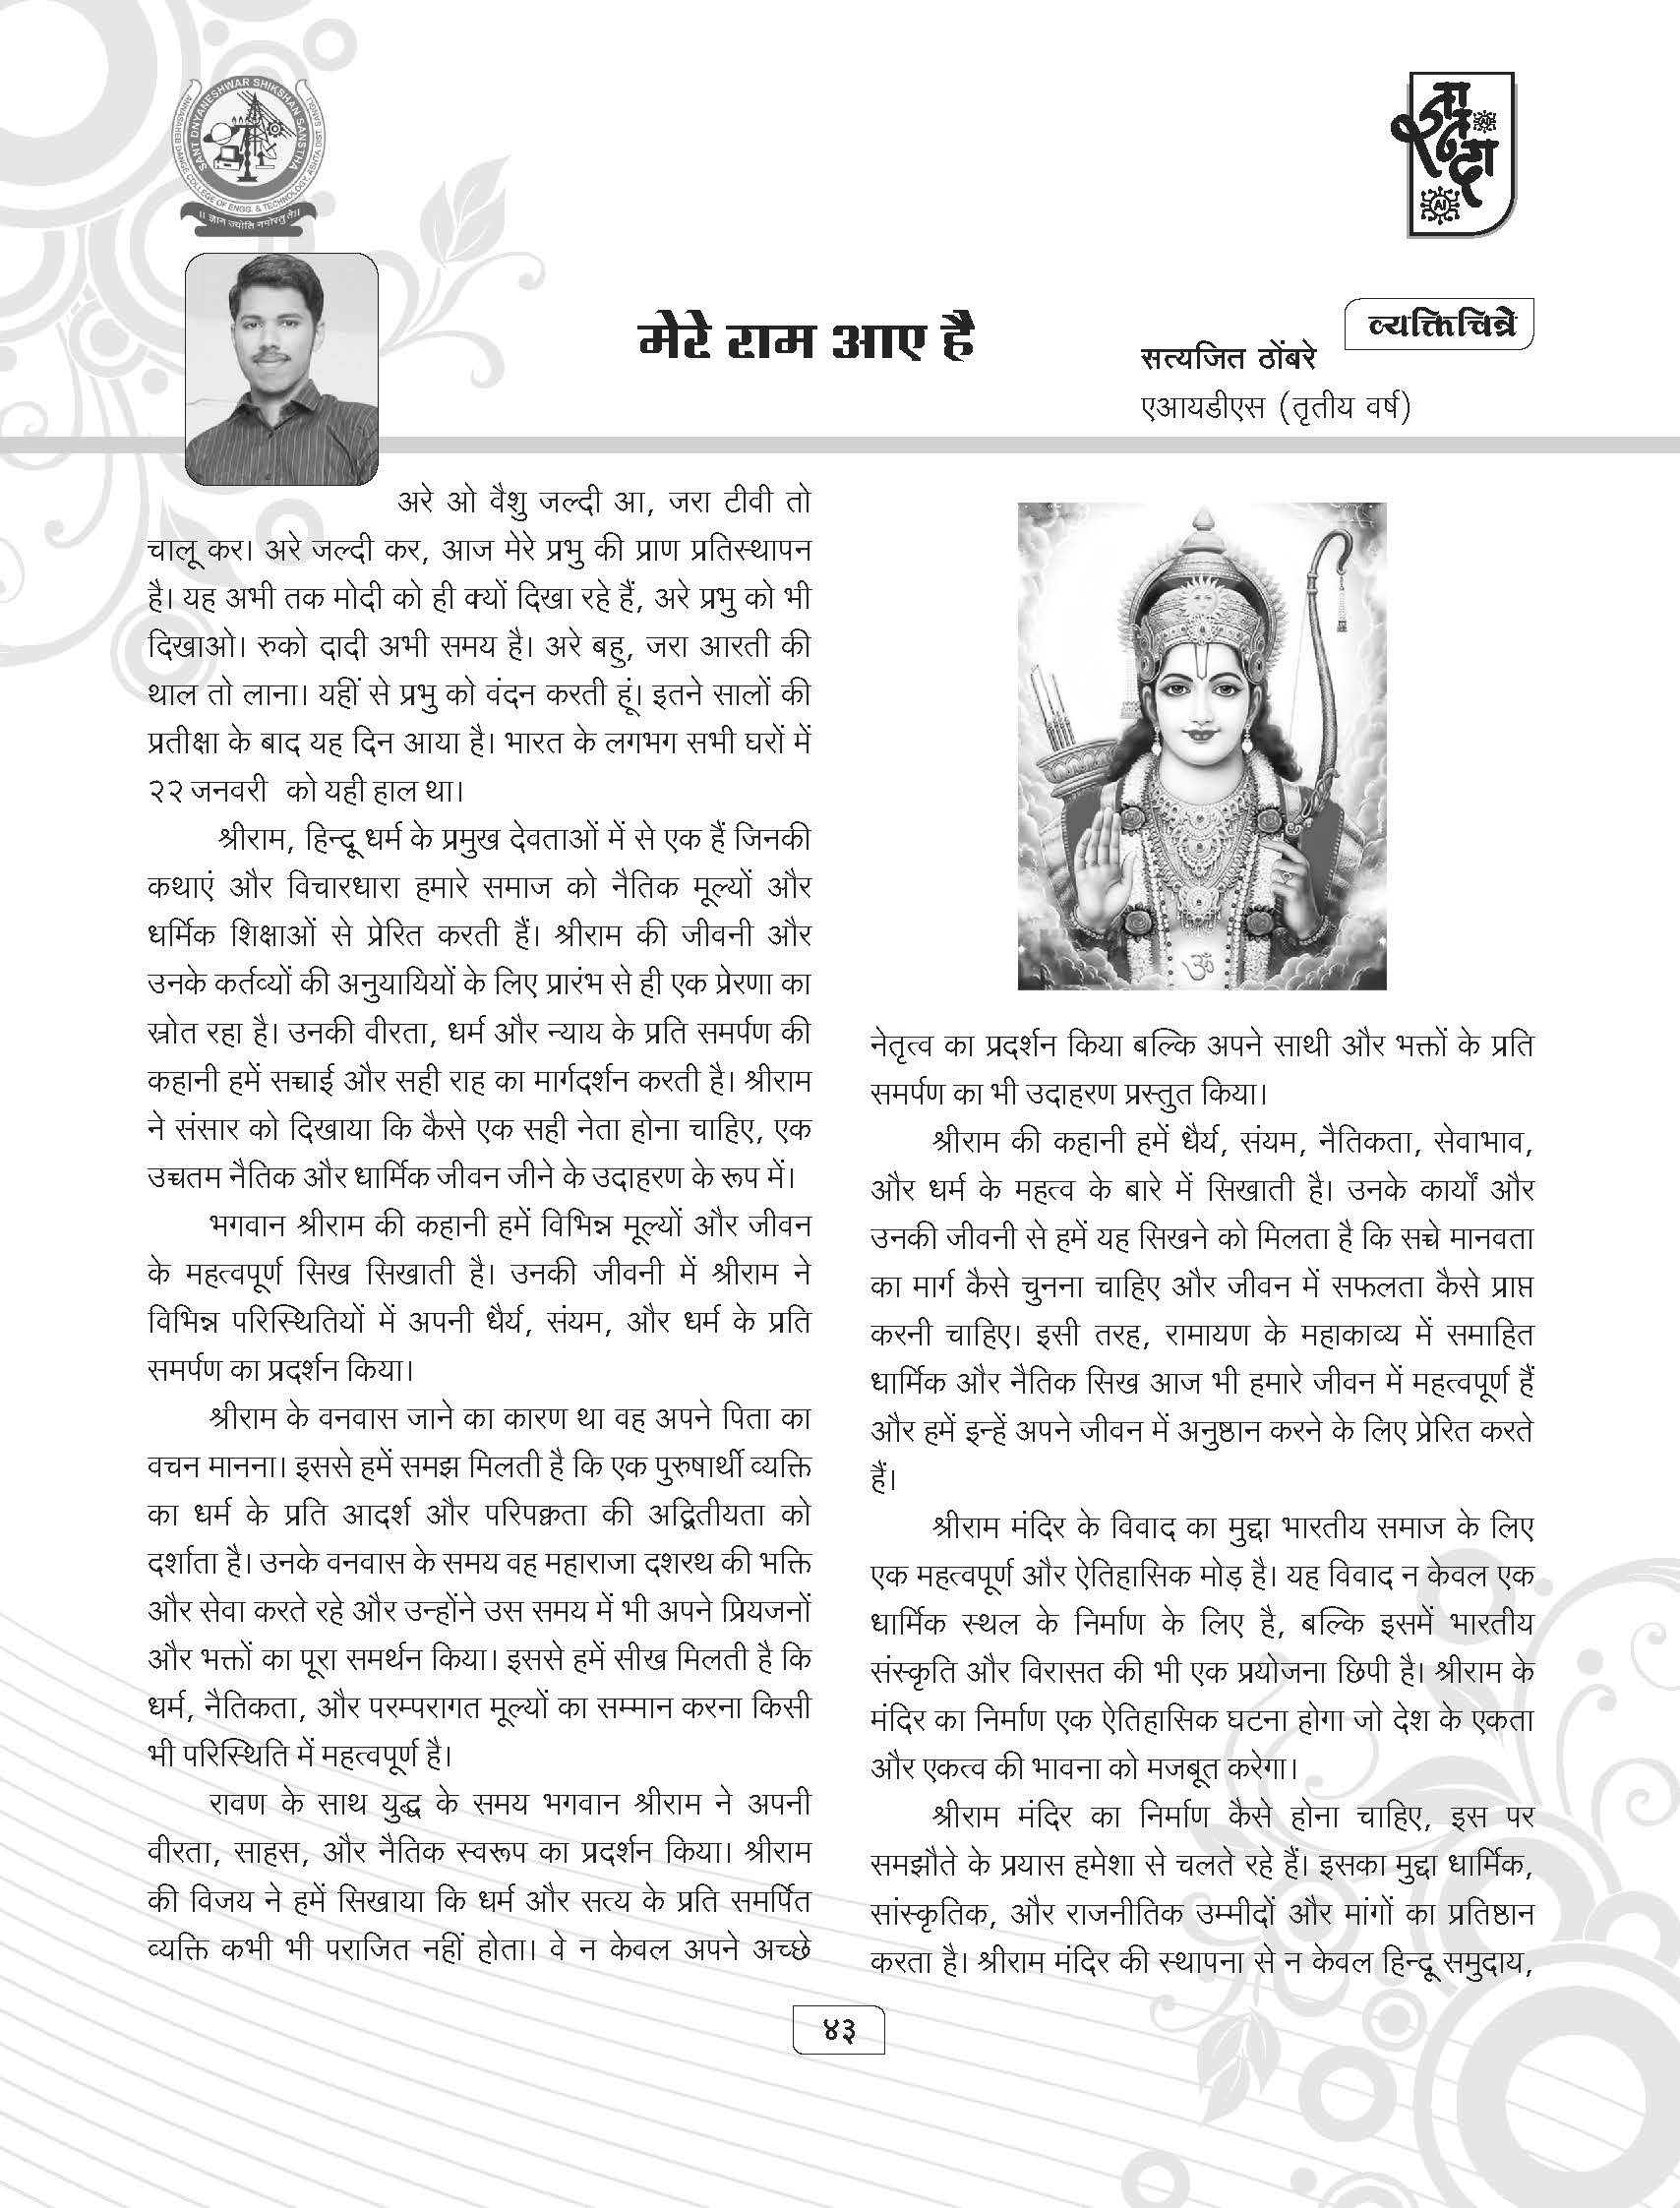 SANT DNYANESHWAR SHIKSHAN SANSTHA
ANNASAHEB DANGE COLLEGE OF ENGG. & TECHNOLOGY, ASHTA DIST. SANGLI
AI
AI
मेरे राम आए है
व्यक्तिचित्रे
सत्यजित ठोंबरे
एआयडीएस (तृतीय वर्ष)
अरे ओ वैशु जल्दी आ, जरा टीवी तो
चालू कर। अरे जल्दी कर, आज मेरे प्रभु की प्राण प्रतिस्थापन
है। यह अभी तक मोदी को ही क्यों दिखा रहे हैं, अरे प्रभु को भी
दिखाओ। रुको दादी अभी समय है। अरे बहु, जरा आरती की
थाल तो लाना। यहीं से प्रभु को वंदन करती हूं। इतने सालों की
प्रतीक्षा के बाद यह दिन आया है। भारत के लगभग सभी घरों में
२२ जनवरी को यही हाल था।
श्रीराम, हिन्दू धर्म के प्रमुख देवताओं में से एक हैं जिनकी
कथाएं और विचारधारा हमारे समाज को नैतिक मूल्यों और
धर्मिक शिक्षाओं से प्रेरित करती हैं। श्रीराम की जीवनी और
उनके कर्तव्यों की अनुयायियों के लिए प्रारंभ से ही एक प्रेरणा का
स्रोत रहा है। उनकी वीरता, धर्म और न्याय के प्रति समर्पण की
कहानी हमें सच्चाई और सही राह का मार्गदर्शन करती है। श्रीराम
ने संसार को दिखाया कि कैसे एक सही नेता होना चाहिए, एक
उच्चतम नैतिक और धार्मिक जीवन जीने के उदाहरण के रूप में।
भगवान श्रीराम की कहानी हमें विभिन्न मूल्यों और जीवन
के महत्वपूर्ण सिख सिखाती है। उनकी जीवनी में श्रीराम ने
विभिन्न परिस्थितियों में अपनी धैर्य, संयम, और धर्म के प्रति
समर्पण का प्रदर्शन किया।
श्रीराम के वनवास जाने का कारण था वह अपने पिता का
वचन मानना। इससे हमें समझ मिलती है कि एक पुरुषार्थी व्यक्ति
का धर्म के प्रति आदर्श और परिपक्वता की अद्वितीयता को
दर्शाता है। उनके वनवास के समय वह महाराजा दशरथ की भक्ति
और सेवा करते रहे और उन्होंने उस समय में भी अपने प्रियजनों
और भक्तों का पूरा समर्थन किया। इससे हमें सीख मिलती है कि
धर्म, नैतिकता, और परम्परागत मूल्यों का सम्मान करना किसी
भी परिस्थिति में महत्वपूर्ण है।
रावण के साथ युद्ध के समय भगवान श्रीराम ने अपनी
वीरता, साहस, और नैतिक स्वरूप का प्रदर्शन किया। श्रीराम
की विजय ने हमें सिखाया कि धर्म और सत्य के प्रति समर्पित
व्यक्ति कभी भी पराजित नहीं होता। वे न केवल अपने अच्छे
ॐ
नेतृत्व का प्रदर्शन किया बल्कि अपने साथी और भक्तों के प्रति
समर्पण का भी उदाहरण प्रस्तुत किया।
श्रीराम की कहानी हमें धैर्य, संयम, नैतिकता, सेवाभाव,
और धर्म के महत्व के बारे में सिखाती है। उनके कार्यों और
उनकी जीवनी से हमें यह सिखने को मिलता है कि सच्चे मानवता
का मार्ग कैसे चुनना चाहिए और जीवन में सफलता कैसे प्राप्त
करनी चाहिए। इसी तरह, रामायण के महाकाव्य में समाहित
धार्मिक और नैतिक सिख आज भी हमारे जीवन में महत्वपूर्ण हैं
और हमें इन्हें अपने जीवन में अनुष्ठान करने के लिए प्रेरित करते
हैं।
श्रीराम मंदिर के विवाद का मुद्दा भारतीय समाज के लिए
एक महत्वपूर्ण और ऐतिहासिक मोड़ है। यह विवाद न केवल एक
धार्मिक स्थल के निर्माण के लिए है, बल्कि इसमें भारतीय
संस्कृति और विरासत की भी एक प्रयोजना छिपी है। श्रीराम के
मंदिर का निर्माण एक ऐतिहासिक घटना होगा जो देश के एकता
और एकत्व की भावना को मजबूत करेगा।
श्रीराम मंदिर का निर्माण कैसे होना चाहिए, इस पर
समझौते के प्रयास हमेशा से चलते रहे हैं। इसका मुद्दा धार्मिक,
सांस्कृतिक, और राजनीतिक उम्मीदों और मांगों का प्रतिष्ठान
करता है। श्रीराम मंदिर की स्थापना से न केवल हिन्दू समुदाय,
४३